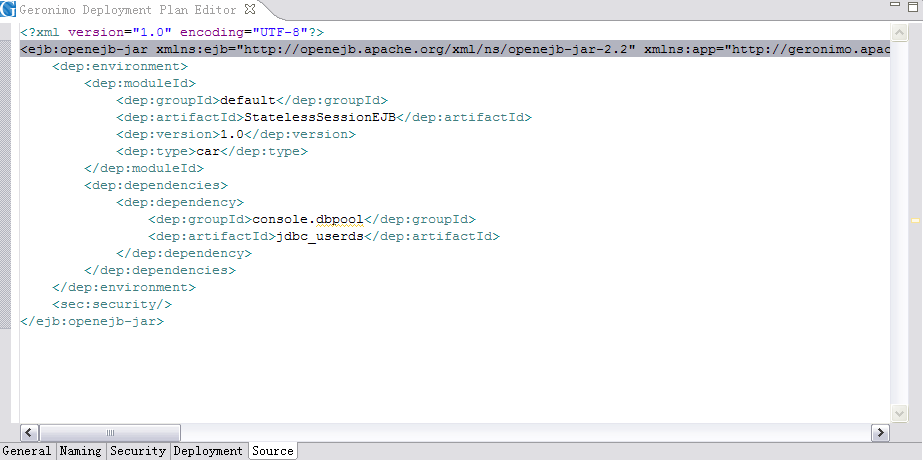 Geronimo Deployment Plan Editor
<?xml version="1.0" encoding="UTF-8"?>
<ejb:openejb-jar xmlns:ejb="http://openejb.apache.org/xml/ns/openejb-jar-2.2" xmlns:app="http://geronimo.apac
<dep:environment>
<dep:moduleId>
<dep:groupId>default</dep:groupId>
<dep:artifactId>StatelessSessionEJB</dep:artifactId>
<dep:version>1.0</dep:version>
<dep:type>car</dep:type>
</dep:moduleId>
<dep:dependencies>
<dep:dependency>
<dep:groupId>console.dbpool</dep:groupId>
<dep:artifactId>jdbc_userds</dep:artifactId>
</dep:dependency>
</dep:dependencies>
</dep:environment>
<sec:security/>
</ejb:openejb-jar>
General Naming Security Deployment Source